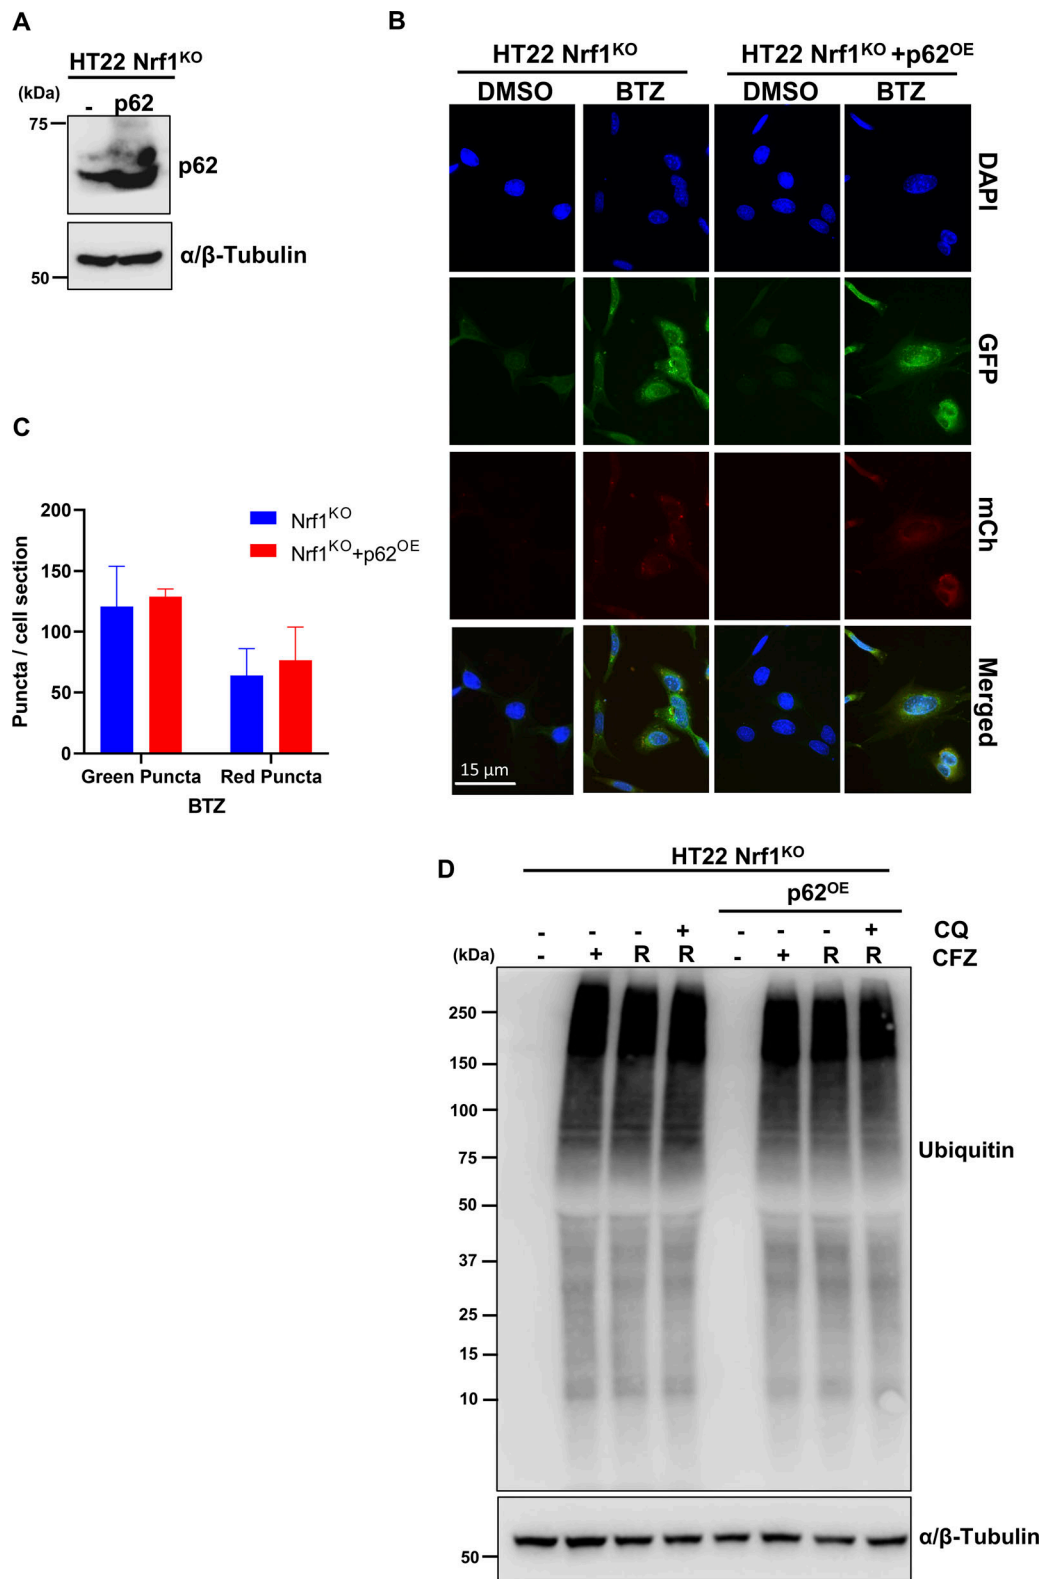 A
HT22 Nrf1KO
(kDa)
- p62
75
p62
α/β-Tubulin
50
B
HT22 Nrf1KO
HT22 Nrf1KO +p62OE
DMSO BTZ DMSO BTZ
DAPI
GFP
mCh
Merged
15 µm
C
200
150
100
50
0
Puncta / cell section
Nrf1KO
Nrf1KO+p62OE
Green Puncta Red Puncta
BTZ
D
HT22 Nrf1KO
p62OE
- - - + - - - + CQ
(kDa) - + R R - + R R CFZ
250
150
100
75
50
37
25
15
10
Ubiquitin
α/β-Tubulin
50